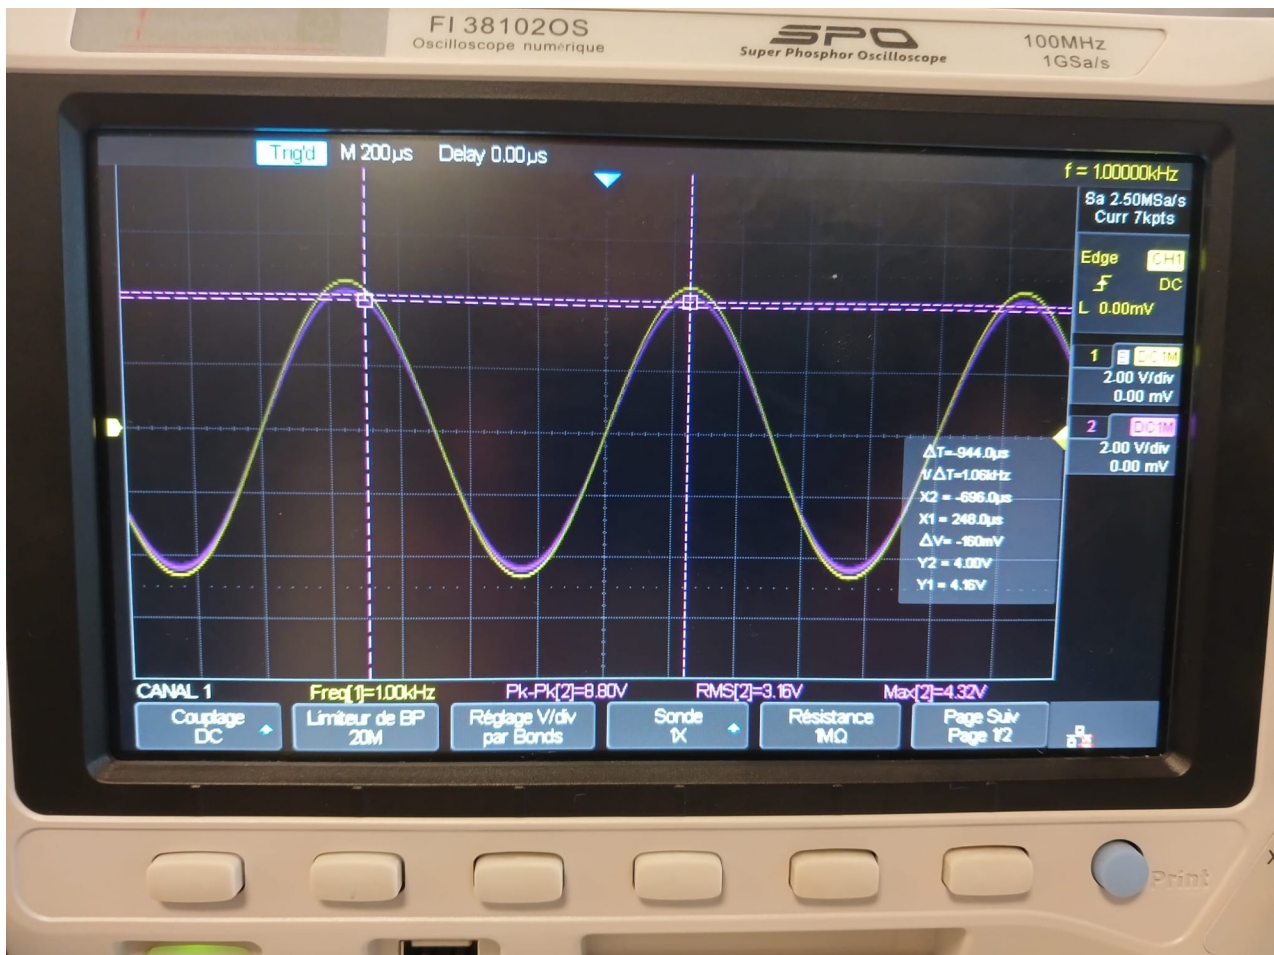 FI 38102OS
Oscilloscope numérique
SPO
Super Phosphor Oscilloscope
100MHz
1GSa/s
Trig'd M 200µs Delay 0.00µs
f = 1.00000kHz
Sa 2.50MSa/s
Curr 7kpts
Edge CH1
DC
L 0.00mV
1 B DC1M
2.00 V/div
0.00 mV
2 DC1M
2.00 V/div
0.00 mV
ΔT=-944.0µs
1/ΔT=1.06kHz
X2 = -696.0µs
X1 = 248.0µs
ΔV= -160mV
Y2 = 4.00V
Y1 = 4.16V
CANAL 1 Freq[1]=1.00kHz Pk-Pk[2]=8.80V RMS[2]=3.16V Max[2]=4.32V
Couplage
DC
Limiteur de BP
20M
Réglage V/div
par Bonds
Sonde
1X
Résistance
1MΩ
Page Suiv
Page 1/2
Print